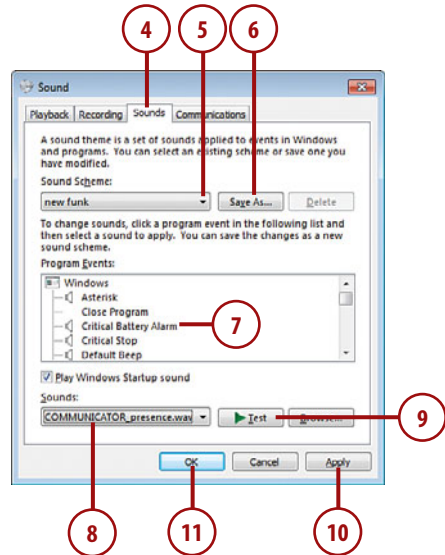 4 5 6
Sound
Playback Recording Sounds Communications
A sound theme is a set of sounds applied to events in Windows
and programs. You can select an existing scheme or save one you
have modified.
Sound Scheme:
new funk Save As... Delete
To change sounds, click a program event in the following list and
then select a sound to apply. You can save the changes as a new
sound scheme.
Program Events:
Windows
Asterisk
Close Program
Critical Battery Alarm 7
Critical Stop
Default Beep
Play Windows Startup sound
Sounds:
COMMUNICATOR_presence.wav Test Browse... 9
OK Cancel Apply
8 11 10